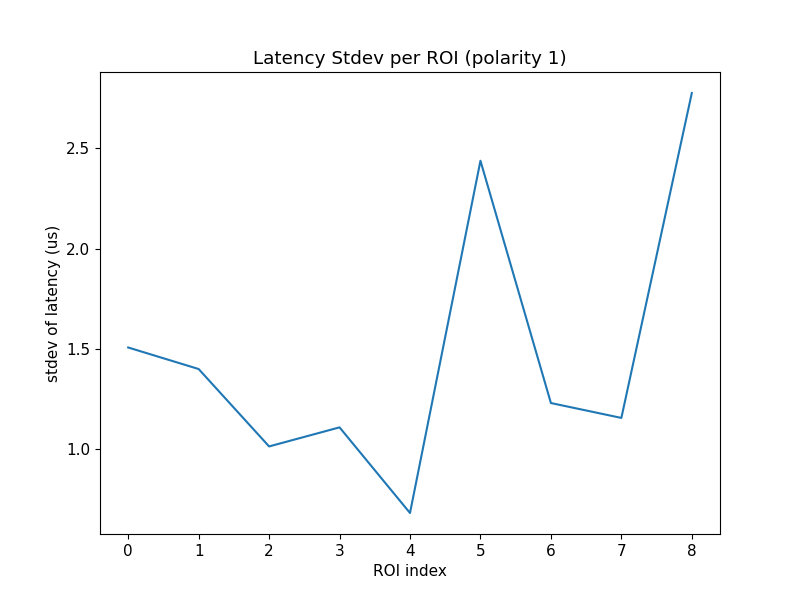 Latency Stdev per ROI (polarity 1)
stdev of latency (us)
2.5
2.0
1.5
1.0
0 1 2 3 4 5 6 7 8
ROI index